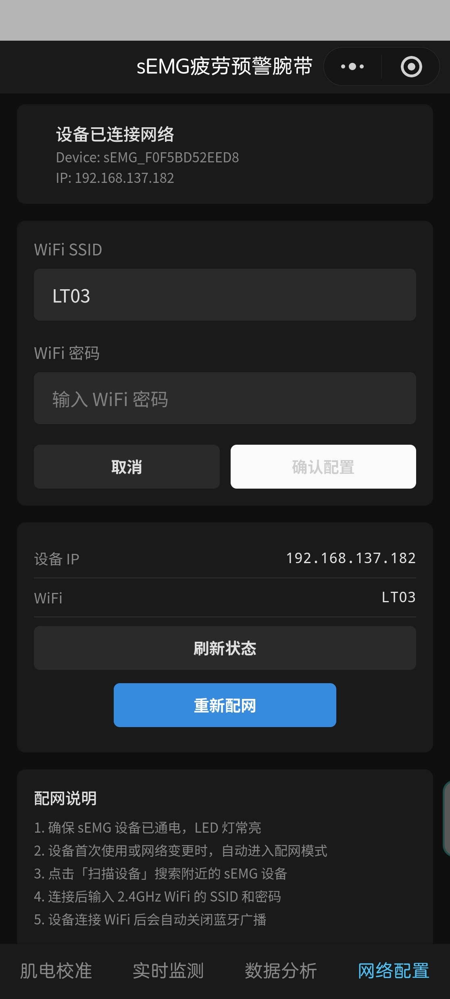 sEMG疲劳预警腕带
设备已连接网络
Device: sEMG_F0F5BD52EED8
IP: 192.168.137.182
WiFi SSID
LT03
WiFi 密码
输入 WiFi 密码
取消
确认配置
设备 IP
192.168.137.182
WiFi
LT03
刷新状态
重新配网
配网说明
1. 确保 sEMG 设备已通电，LED 灯常亮
2. 设备首次使用或网络变更时，自动进入配网模式
3. 点击「扫描设备」搜索附近的 sEMG 设备
4. 连接后输入 2.4GHz WiFi 的 SSID 和密码
5. 设备连接 WiFi 后会自动关闭蓝牙广播
肌电校准
实时监测
数据分析
网络配置